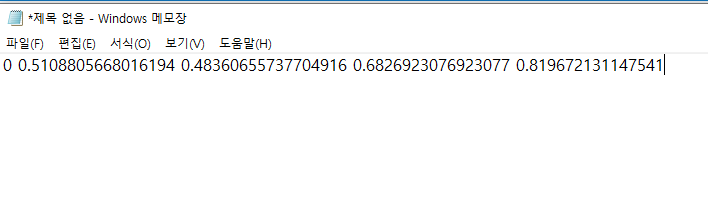 *제목 없음 - Windows 메모장
파일(F) 편집(E) 서식(O) 보기(V) 도움말(H)
0 0.5108805668016194 0.48360655737704916 0.6826923076923077 0.819672131147541